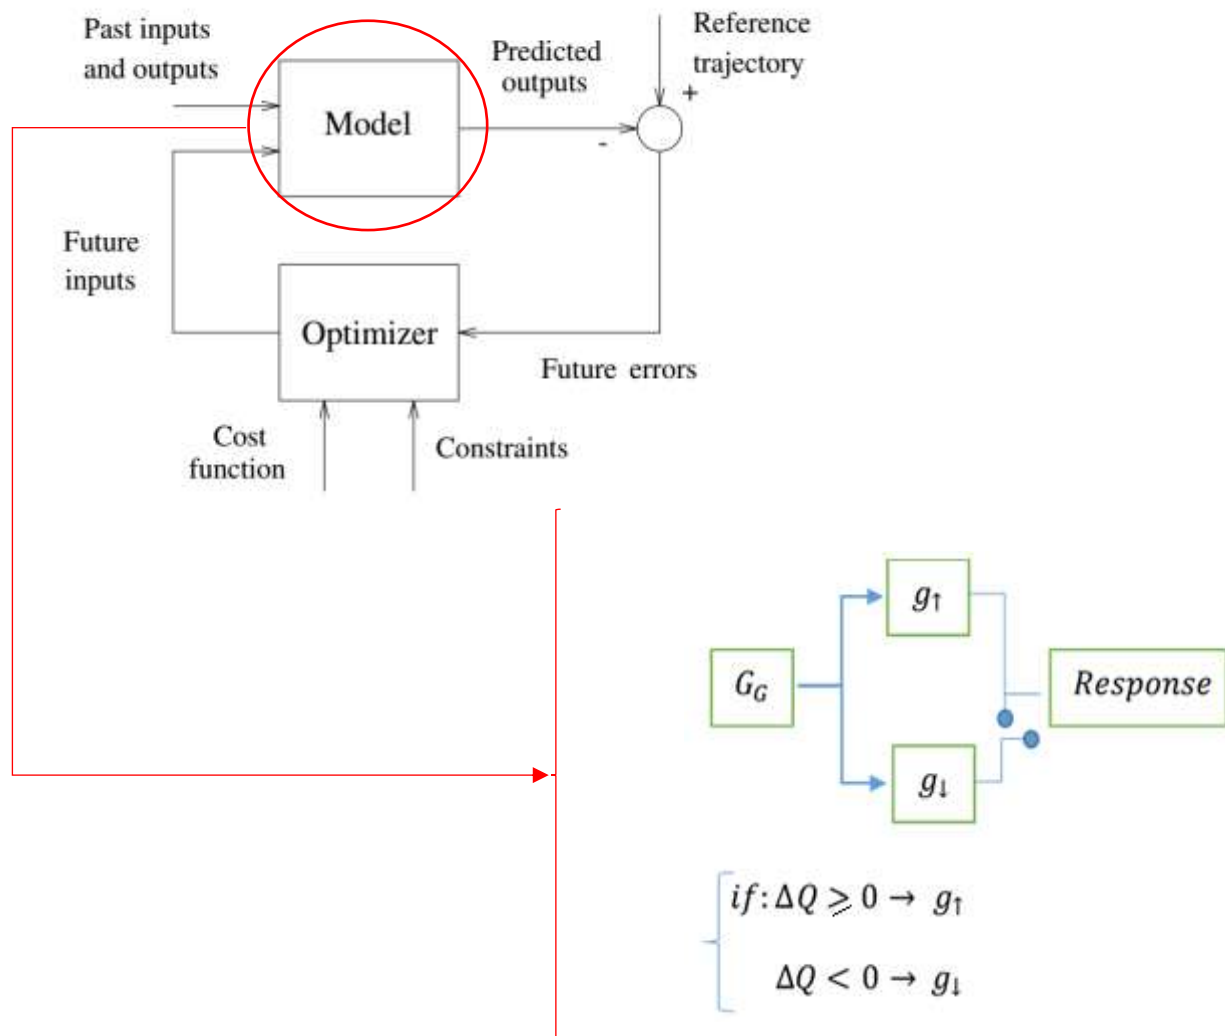 Past inputs
and outputs
Model
Predicted
outputs
Reference
trajectory
+
-
Future
inputs
Optimizer
Future errors
Cost
function
Constraints
g↑
G_G
Response
g↓
if: ΔQ ⩾ 0 → g↑
ΔQ < 0 → g↓